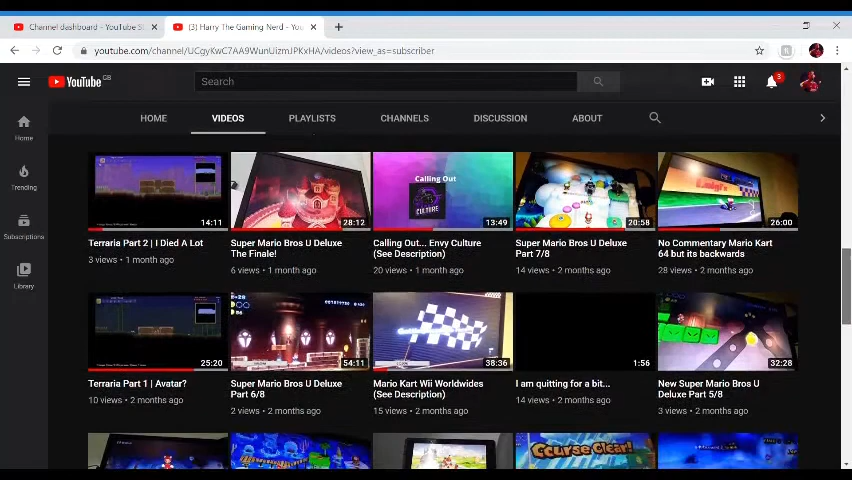 Channel dashboard - YouTube S
(3) Harry The Gaming Nerd - You
youtube.com/channel/UCgyKwC7AA9WunUizmJPKxHA/videos?view_as=subscriber
YouTube GB
Search
3
HOME VIDEOS PLAYLISTS CHANNELS DISCUSSION ABOUT
Home
Trending
Subscriptions
Library
Calling Out
CULTURE
14:11 28:12 13:49 20:58 26:00
Terraria Part 2 | I Died A Lot
3 views • 1 month ago
Super Mario Bros U Deluxe
The Finale!
6 views • 1 month ago
Calling Out... Envy Culture
(See Description)
20 views • 1 month ago
Super Mario Bros U Deluxe
Part 7/8
14 views • 2 months ago
No Commentary Mario Kart
64 but its backwards
28 views • 2 months ago
25:20 54:11 38:36 1:56 32:28
Terraria Part 1 | Avatar?
10 views • 2 months ago
Super Mario Bros U Deluxe
Part 6/8
2 views • 2 months ago
Mario Kart Wii Worldwides
(See Description)
15 views • 2 months ago
I am quitting for a bit...
14 views • 2 months ago
New Super Mario Bros U
Deluxe Part 5/8
3 views • 2 months ago
Course Clear!